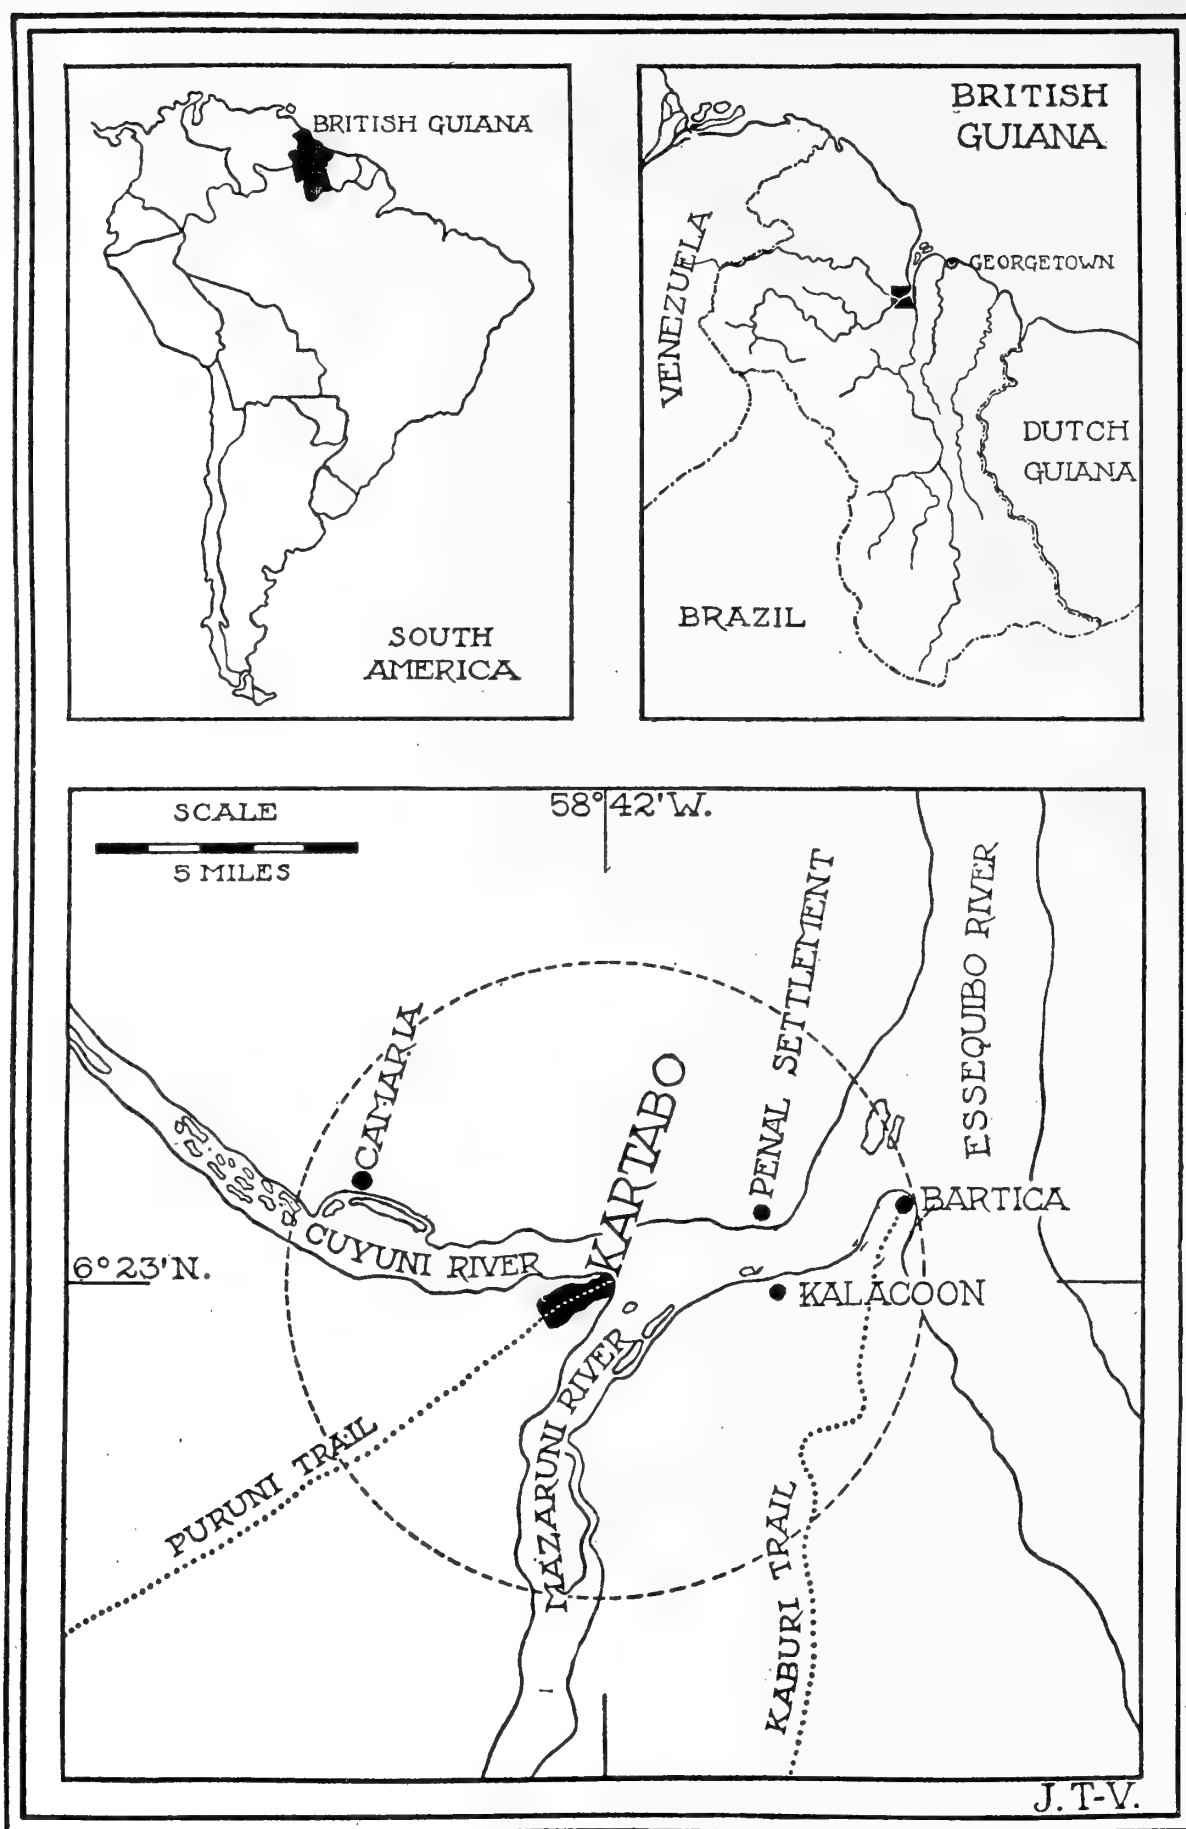 BRITISH GUIANA
SOUTH
AMERICA
BRITISH
GUIANA
VENEZUELA
GEORGETOWN
DUTCH
GUIANA
BRAZIL
SCALE
5 MILES
58°42'W.
ESSEQUIBO RIVER
PENAL SETTLEMENT
CAMARIA
KARTABO
BARTICA
CUYUNI RIVER
6°23'N.
KALACOON
MAZARUNI RIVER
PURUNI TRAIL
KABURI TRAIL
J.T-V.